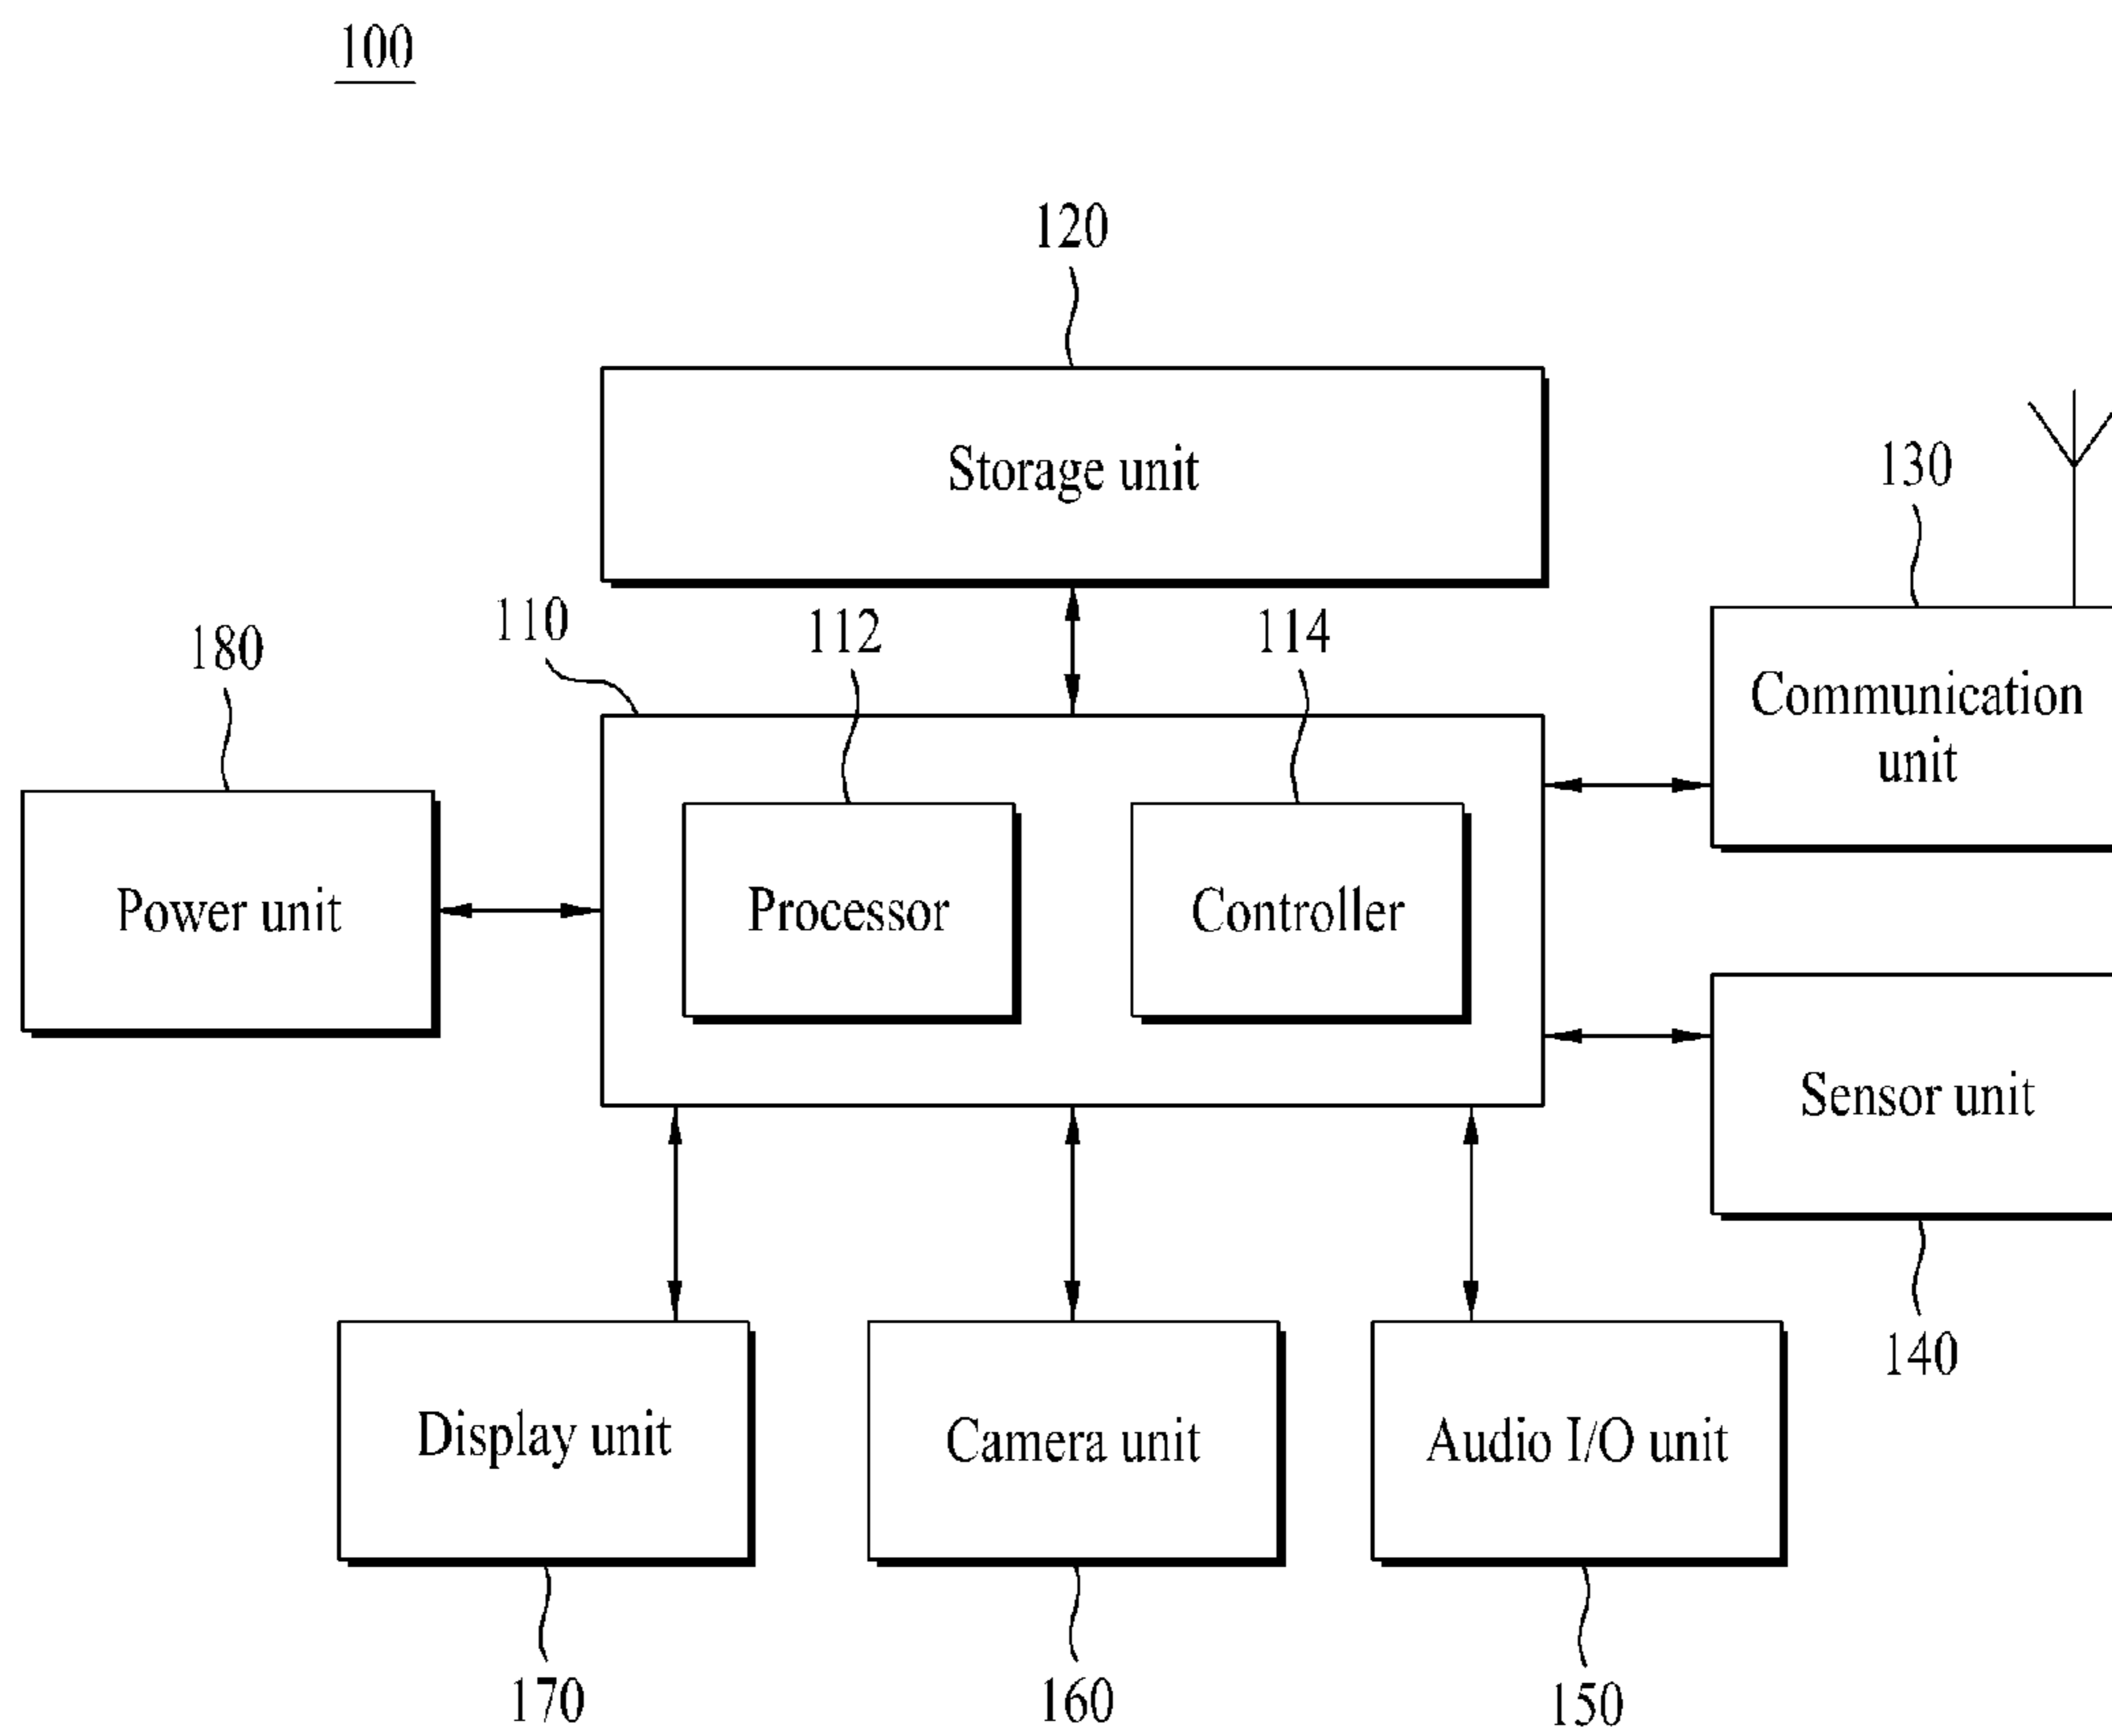 100
120
Storage unit
130
Communication
unit
110
112
114
180
Power unit
Processor
Controller
Sensor unit
140
Display unit
Camera unit
Audio I/O unit
170
160
150